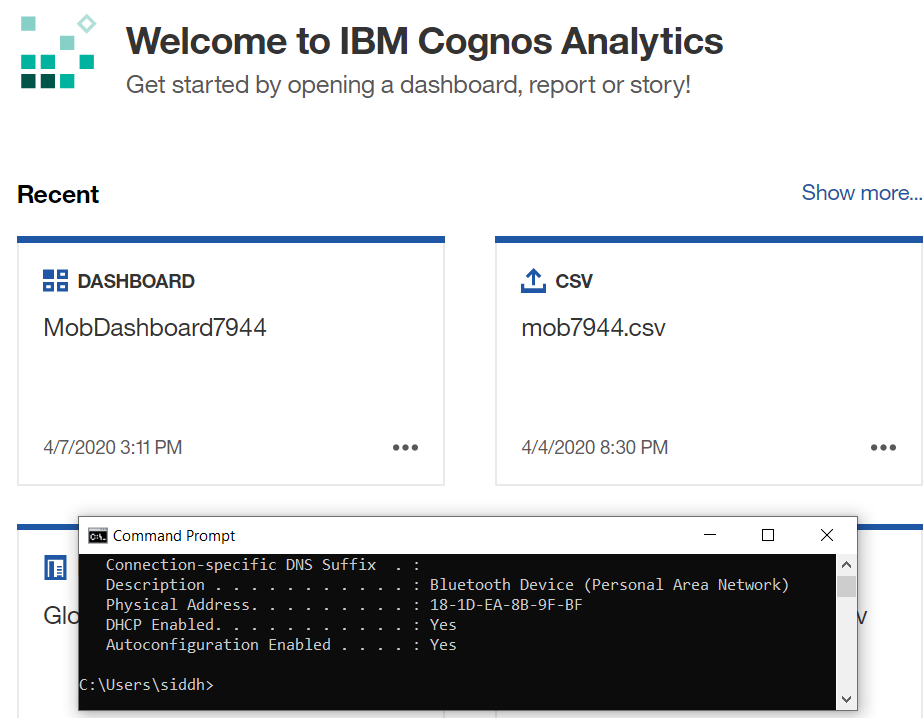 Welcome to IBM Cognos Analytics
Get started by opening a dashboard, report or story!
Recent
Show more...
DASHBOARD
MobDashboard7944
4/7/2020 3:11 PM
CSV
mob7944.csv
4/4/2020 8:30 PM
Command Prompt
Connection-specific DNS Suffix  . :
Description . . . . . . . . . . . : Bluetooth Device (Personal Area Network)
Physical Address. . . . . . . . . : 18-1D-EA-8B-9F-BF
DHCP Enabled. . . . . . . . . . . : Yes
Autoconfiguration Enabled . . . . : Yes
C:\Users\siddh>